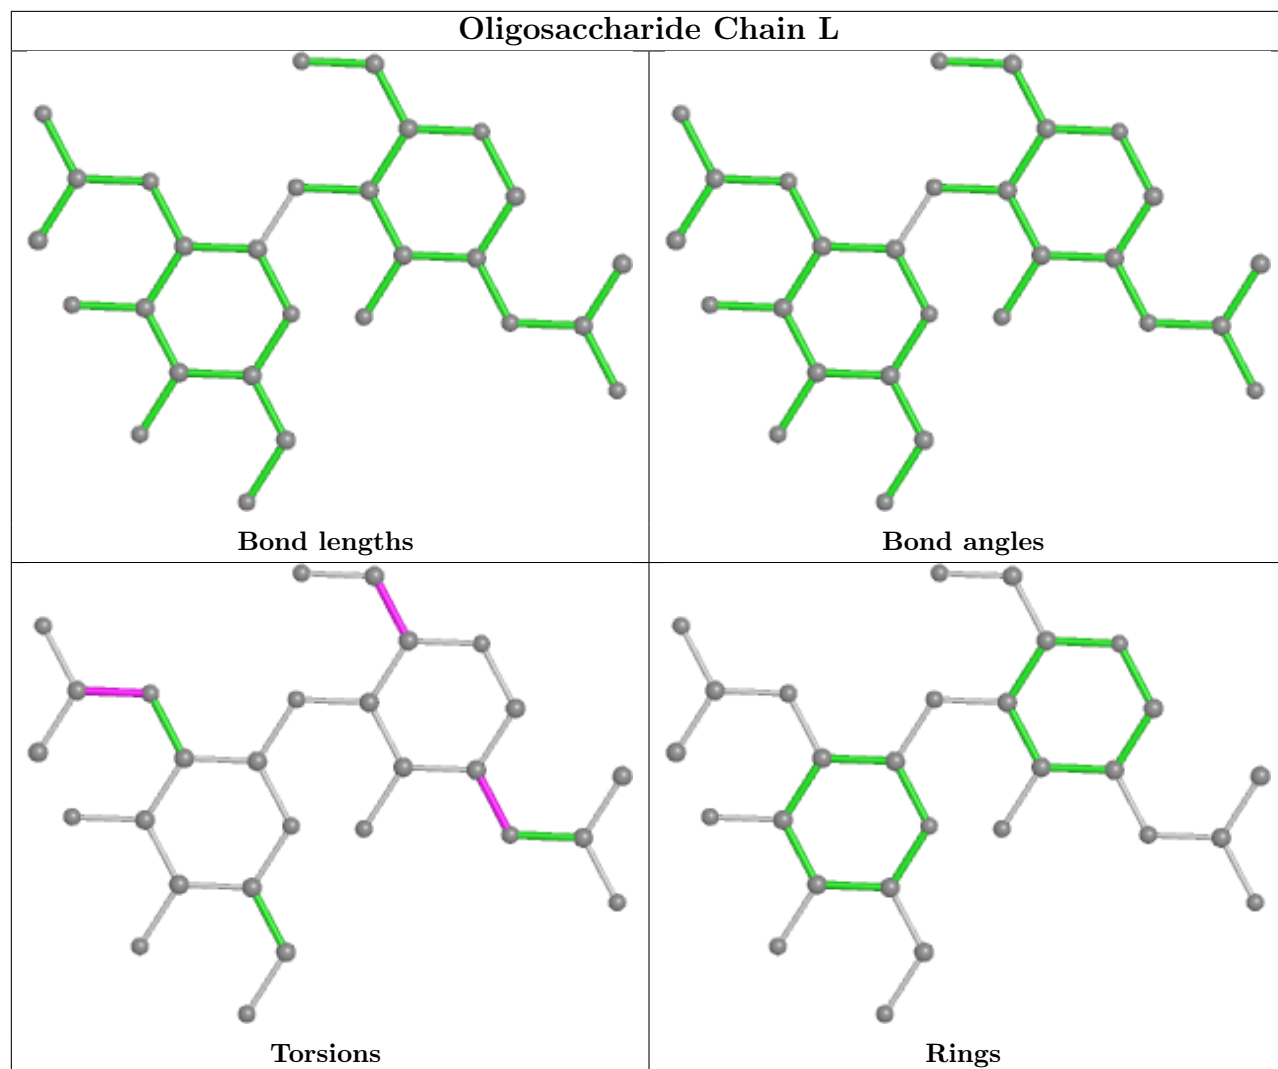 Oligosaccharide Chain L
Bond lengths
Bond angles
Torsions
Rings